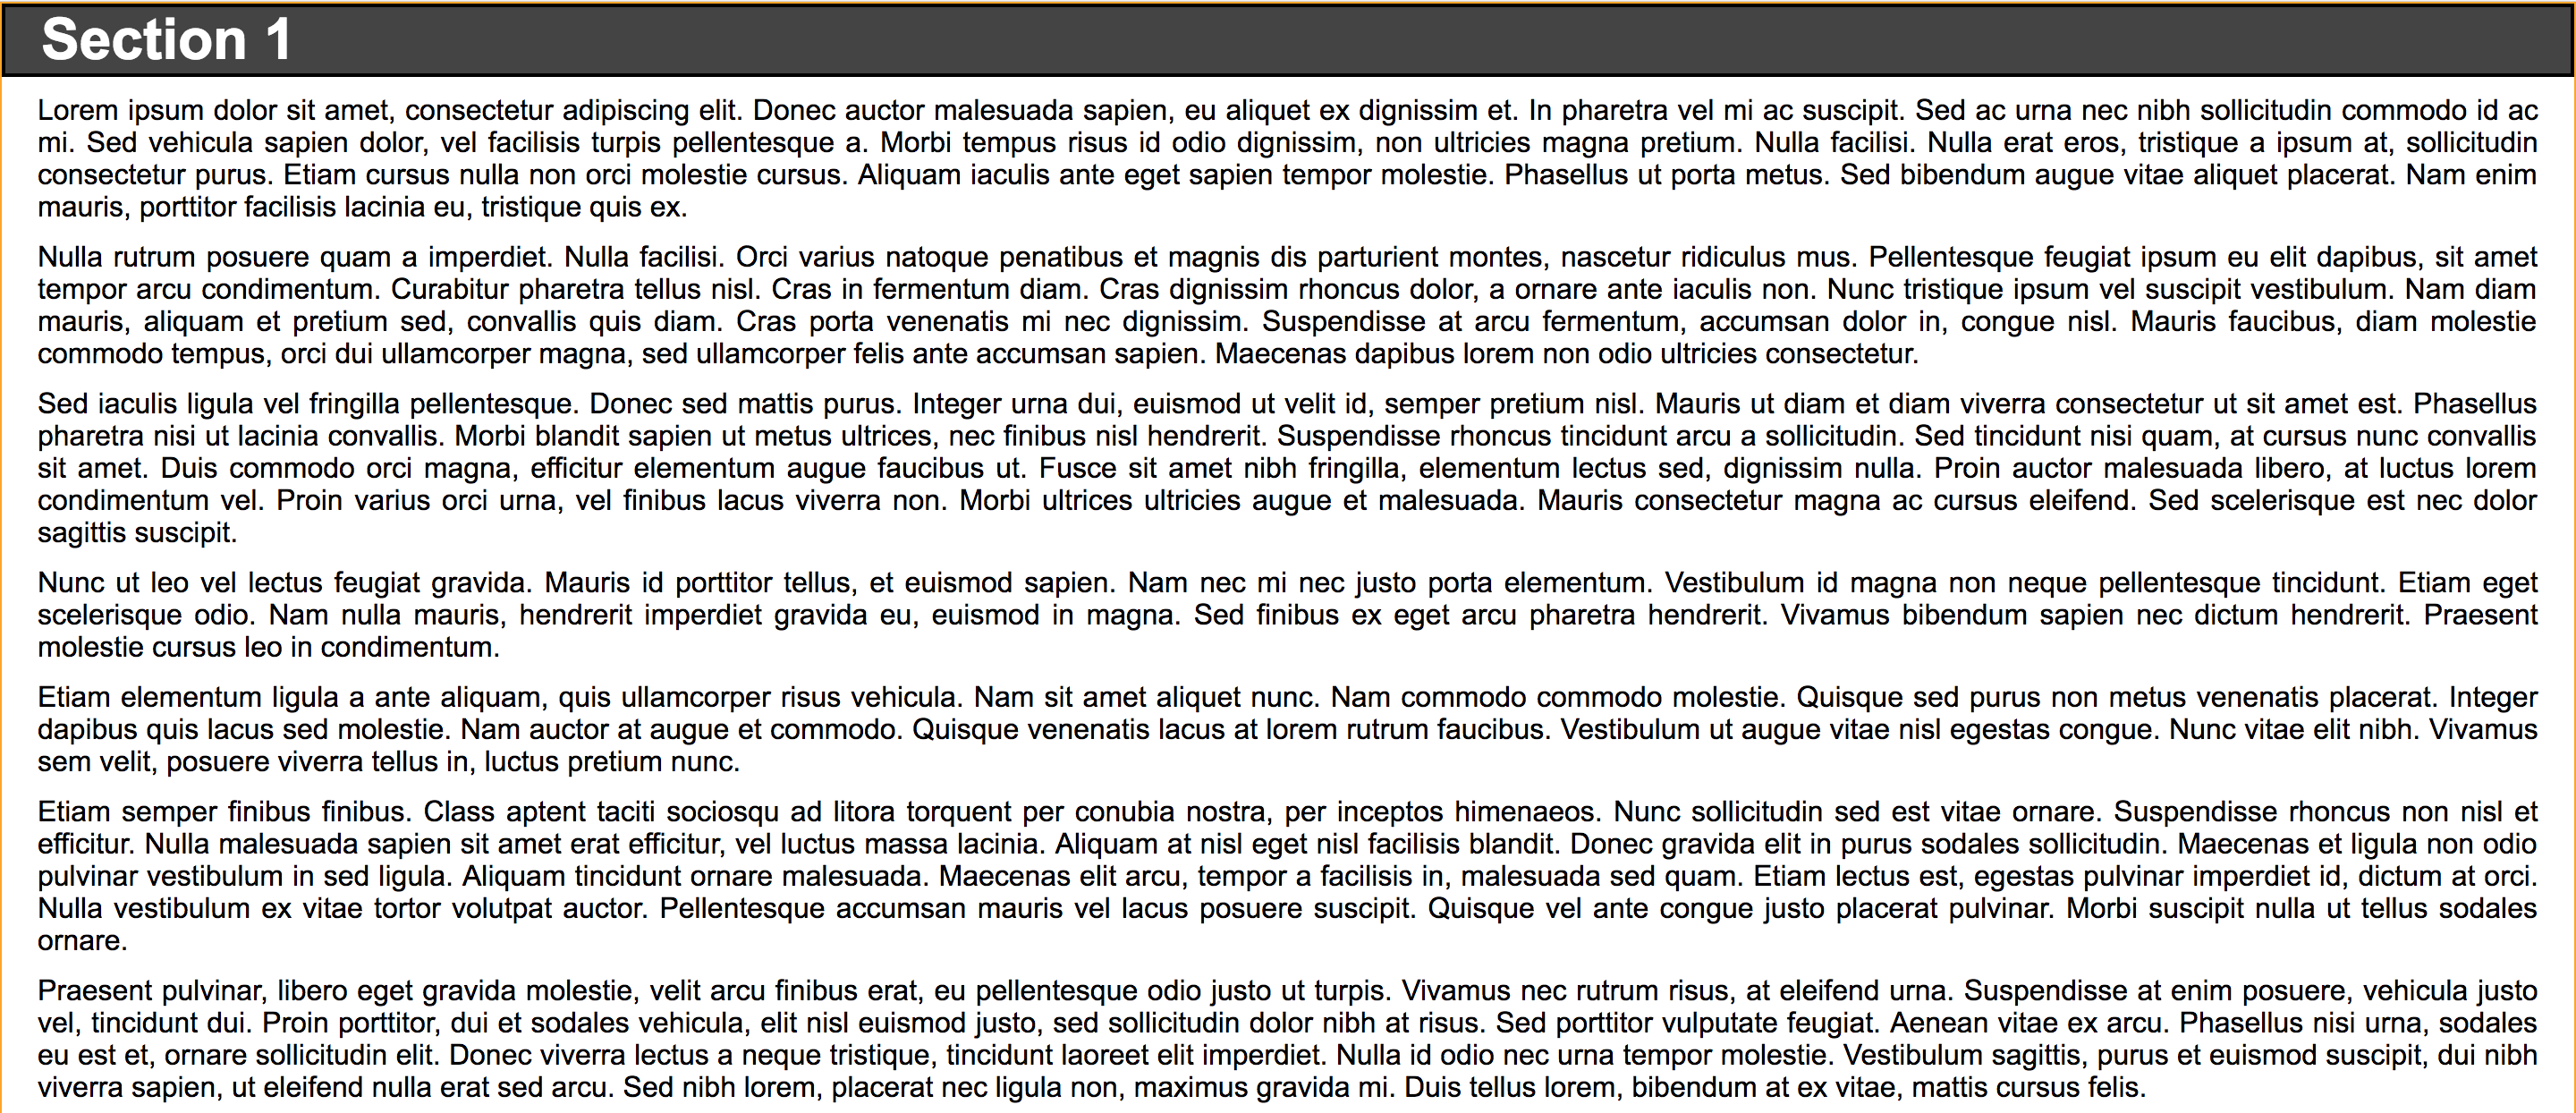 Section 1
Lorem ipsum dolor sit amet, consectetur adipiscing elit. Donec auctor malesuada sapien, eu aliquet ex dignissim et. In pharetra vel mi ac suscipit. Sed ac urna nec nibh sollicitudin commodo id ac
mi. Sed vehicula sapien dolor, vel facilisis turpis pellentesque a. Morbi tempus risus id odio dignissim, non ultricies magna pretium. Nulla facilisi. Nulla erat eros, tristique a ipsum at, sollicitudin
consectetur purus. Etiam cursus nulla non orci molestie cursus. Aliquam iaculis ante eget sapien tempor molestie. Phasellus ut porta metus. Sed bibendum augue vitae aliquet placerat. Nam enim
mauris, porttitor facilisis lacinia eu, tristique quis ex.
Nulla rutrum posuere quam a imperdiet. Nulla facilisi. Orci varius natoque penatibus et magnis dis parturient montes, nascetur ridiculus mus. Pellentesque feugiat ipsum eu elit dapibus, sit amet
tempor arcu condimentum. Curabitur pharetra tellus nisl. Cras in fermentum diam. Cras dignissim rhoncus dolor, a ornare ante iaculis non. Nunc tristique ipsum vel suscipit vestibulum. Nam diam
mauris, aliquam et pretium sed, convallis quis diam. Cras porta venenatis mi nec dignissim. Suspendisse at arcu fermentum, accumsan dolor in, congue nisl. Mauris faucibus, diam molestie
commodo tempus, orci dui ullamcorper magna, sed ullamcorper felis ante accumsan sapien. Maecenas dapibus lorem non odio ultricies consectetur.
Sed iaculis ligula vel fringilla pellentesque. Donec sed mattis purus. Integer urna dui, euismod ut velit id, semper pretium nisl. Mauris ut diam et diam viverra consectetur ut sit amet est. Phasellus
pharetra nisi ut lacinia convallis. Morbi blandit sapien ut metus ultrices, nec finibus nisl hendrerit. Suspendisse rhoncus tincidunt arcu a sollicitudin. Sed tincidunt nisi quam, at cursus nunc convallis
sit amet. Duis commodo orci magna, efficitur elementum augue faucibus ut. Fusce sit amet nibh fringilla, elementum lectus sed, dignissim nulla. Proin auctor malesuada libero, at luctus lorem
condimentum vel. Proin varius orci urna, vel finibus lacus viverra non. Morbi ultrices ultricies augue et malesuada. Mauris consectetur magna ac cursus eleifend. Sed scelerisque est nec dolor
sagittis suscipit.
Nunc ut leo vel lectus feugiat gravida. Mauris id porttitor tellus, et euismod sapien. Nam nec mi nec justo porta elementum. Vestibulum id magna non neque pellentesque tincidunt. Etiam eget
scelerisque odio. Nam nulla mauris, hendrerit imperdiet gravida eu, euismod in magna. Sed finibus ex eget arcu pharetra hendrerit. Vivamus bibendum sapien nec dictum hendrerit. Praesent
molestie cursus leo in condimentum.
Etiam elementum ligula a ante aliquam, quis ullamcorper risus vehicula. Nam sit amet aliquet nunc. Nam commodo commodo molestie. Quisque sed purus non metus venenatis placerat. Integer
dapibus quis lacus sed molestie. Nam auctor at augue et commodo. Quisque venenatis lacus at lorem rutrum faucibus. Vestibulum ut augue vitae nisl egestas congue. Nunc vitae elit nibh. Vivamus
sem velit, posuere viverra tellus in, luctus pretium nunc.
Etiam semper finibus finibus. Class aptent taciti sociosqu ad litora torquent per conubia nostra, per inceptos himenaeos. Nunc sollicitudin sed est vitae ornare. Suspendisse rhoncus non nisl et
efficitur. Nulla malesuada sapien sit amet erat efficitur, vel luctus massa lacinia. Aliquam at nisl eget nisl facilisis blandit. Donec gravida elit in purus sodales sollicitudin. Maecenas et ligula non odio
pulvinar vestibulum in sed ligula. Aliquam tincidunt ornare malesuada. Maecenas elit arcu, tempor a facilisis in, malesuada sed quam. Etiam lectus est, egestas pulvinar imperdiet id, dictum at orci.
Nulla vestibulum ex vitae tortor volutpat auctor. Pellentesque accumsan mauris vel lacus posuere suscipit. Quisque vel ante congue justo placerat pulvinar. Morbi suscipit nulla ut tellus sodales
ornare.
Praesent pulvinar, libero eget gravida molestie, velit arcu finibus erat, eu pellentesque odio justo ut turpis. Vivamus nec rutrum risus, at eleifend urna. Suspendisse at enim posuere, vehicula justo
vel, tincidunt dui. Proin porttitor, dui et sodales vehicula, elit nisl euismod justo, sed sollicitudin dolor nibh at risus. Sed porttitor vulputate feugiat. Aenean vitae ex arcu. Phasellus nisi urna, sodales
eu est et, ornare sollicitudin elit. Donec viverra lectus a neque tristique, tincidunt laoreet elit imperdiet. Nulla id odio nec urna tempor molestie. Vestibulum sagittis, purus et euismod suscipit, dui nibh
viverra sapien, ut eleifend nulla erat sed arcu. Sed nibh lorem, placerat nec ligula non, maximus gravida mi. Duis tellus lorem, bibendum at ex vitae, mattis cursus felis.